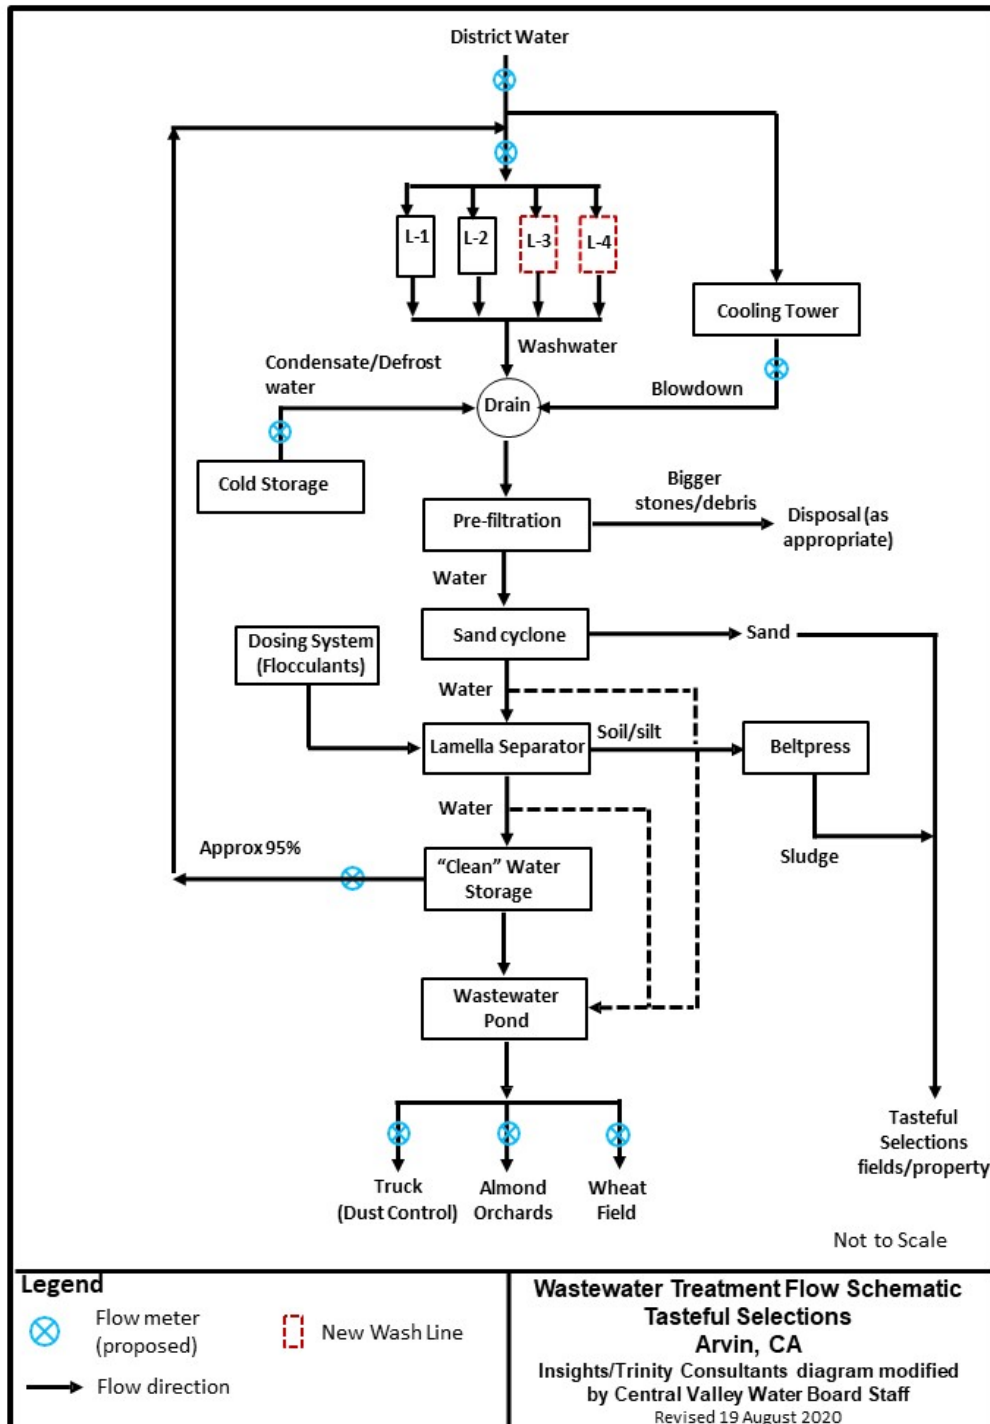 District Water
L-1
L-2
L-3
L-4
Cooling Tower
Washwater
Condensate/Defrost
water
Blowdown
Drain
Cold Storage
Bigger
stones/debris
Pre-filtration
Disposal (as
appropriate)
Water
Sand cyclone
Sand
Dosing System
(Flocculants)
Water
Soil/silt
Lamella Separator
Beltpress
Water
Approx 95%
Sludge
“Clean” Water
Storage
Wastewater
Pond
Tasteful
Selections
fields/property
Truck
(Dust Control)
Almond
Orchards
Wheat
Field
Not to Scale
Legend
Flow meter
(proposed)
New Wash Line
Flow direction
Wastewater Treatment Flow Schematic
Tasteful Selections
Arvin, CA
Insights/Trinity Consultants diagram modified
by Central Valley Water Board Staff
Revised 19 August 2020